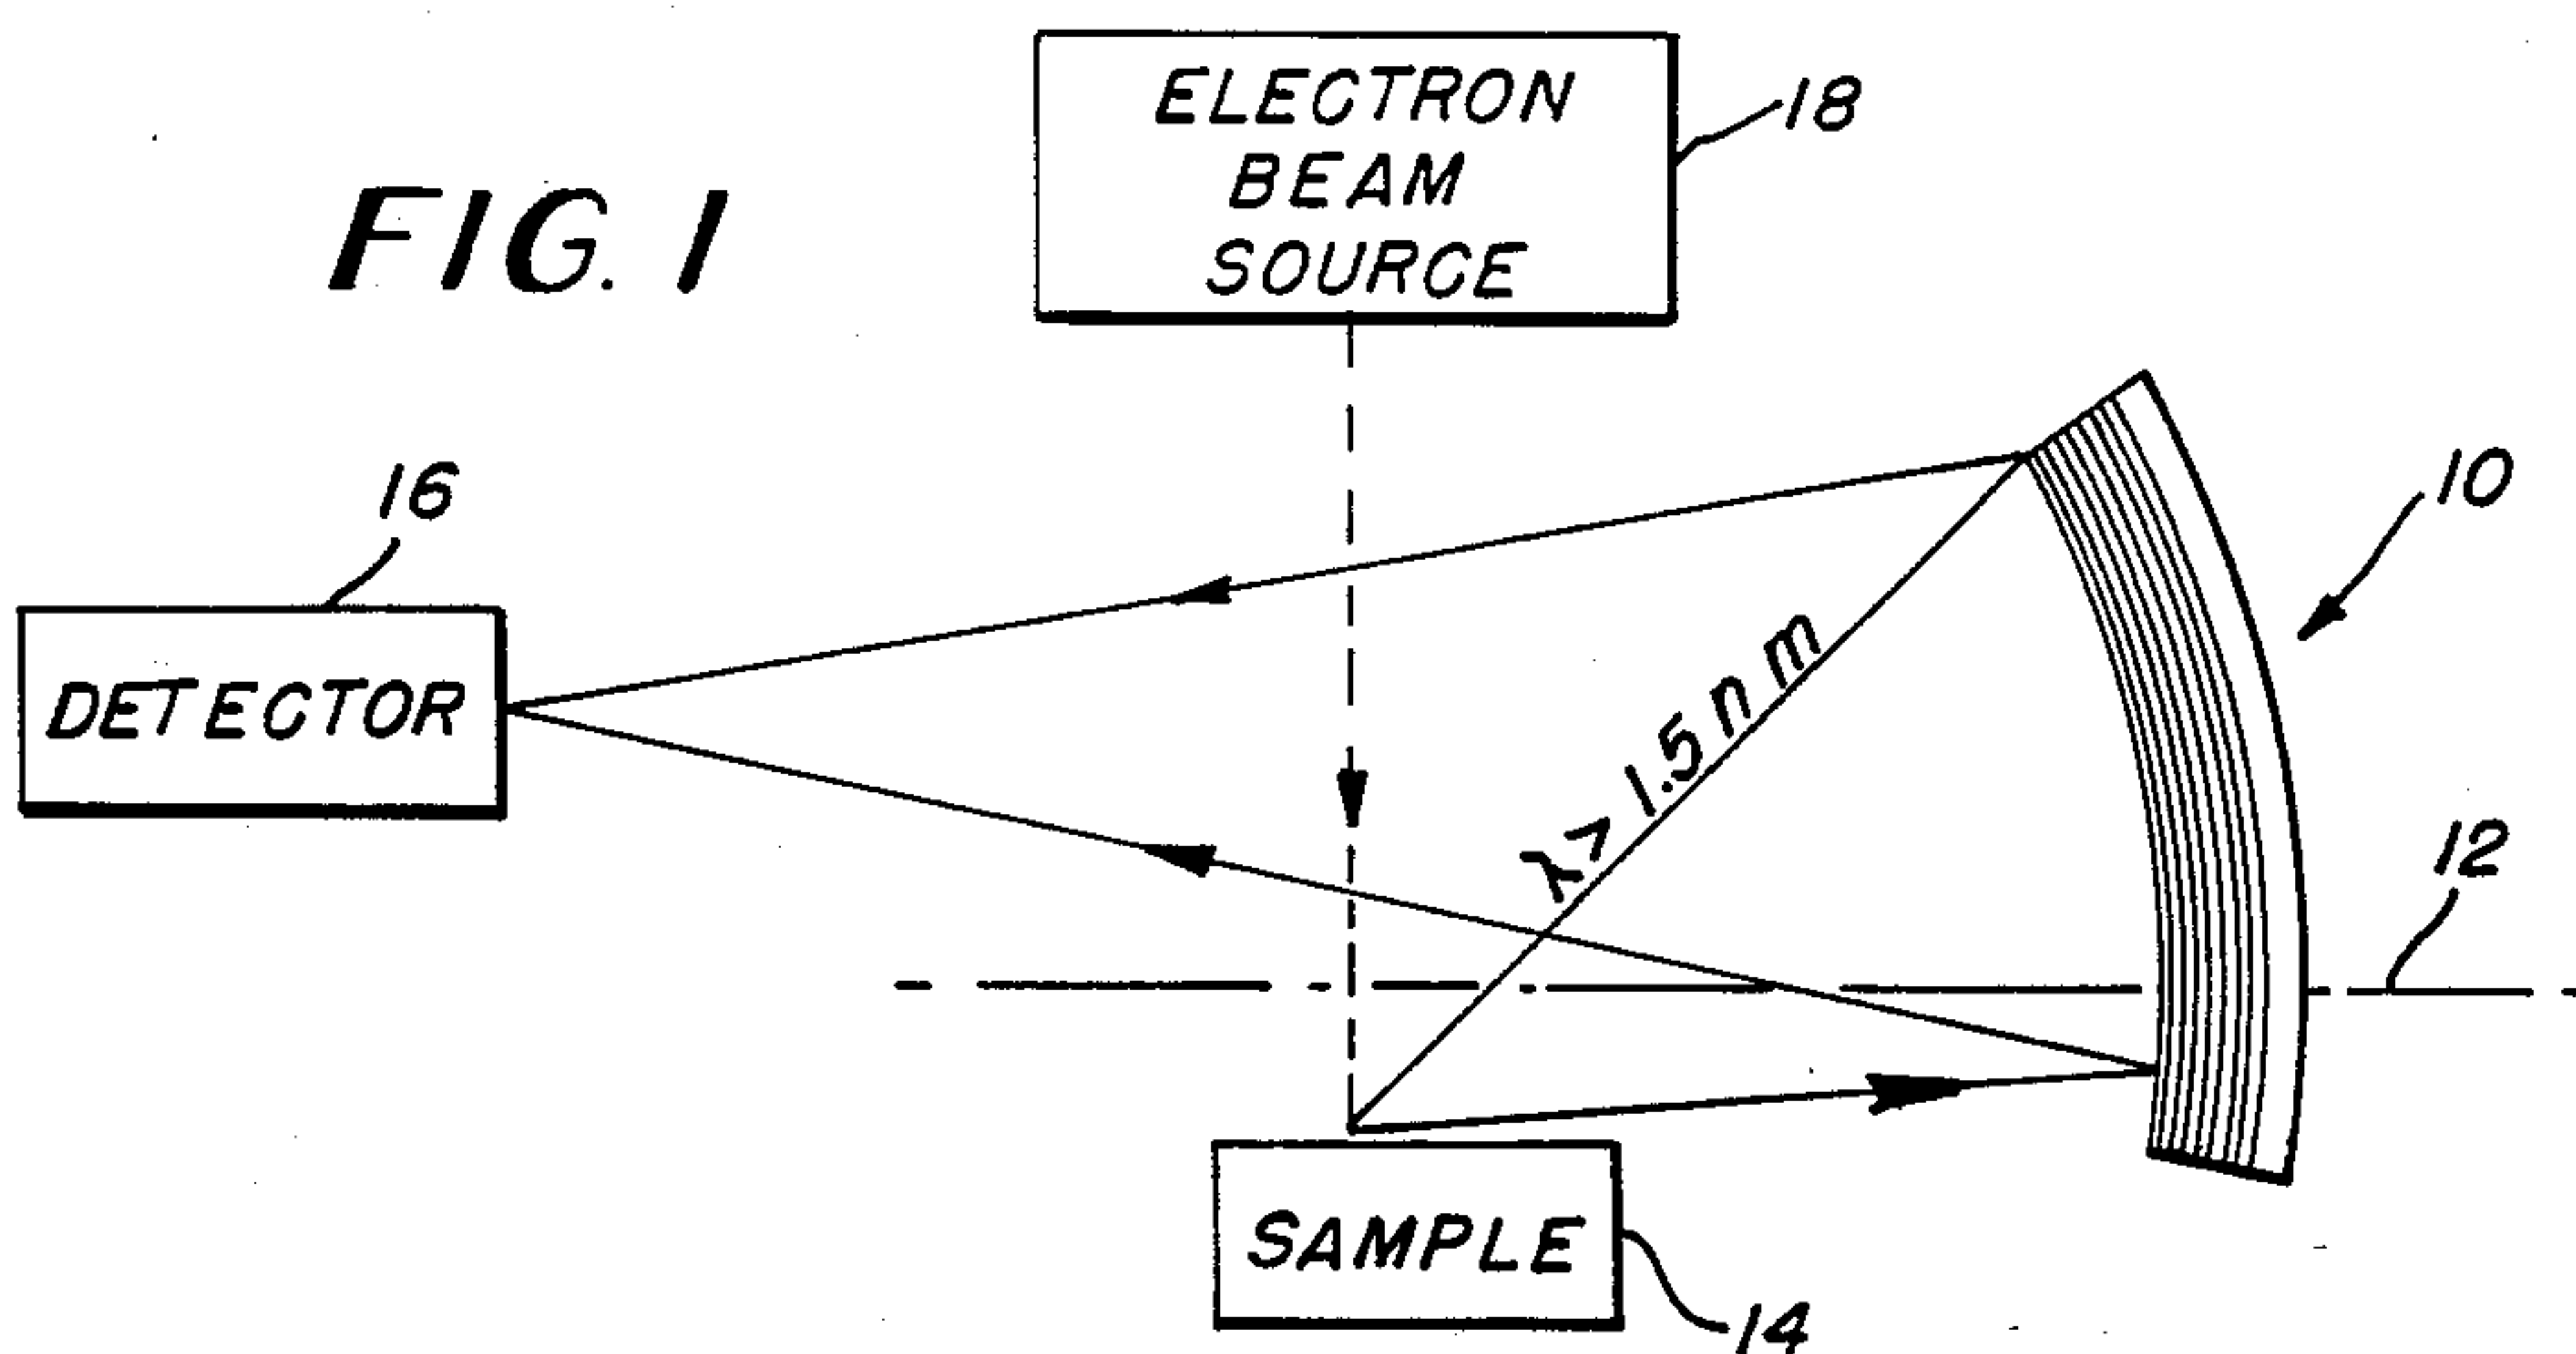 FIG. 1
ELECTRON
BEAM
SOURCE
18
16
10
DETECTOR
λ> 1.5 nm
12
SAMPLE
14